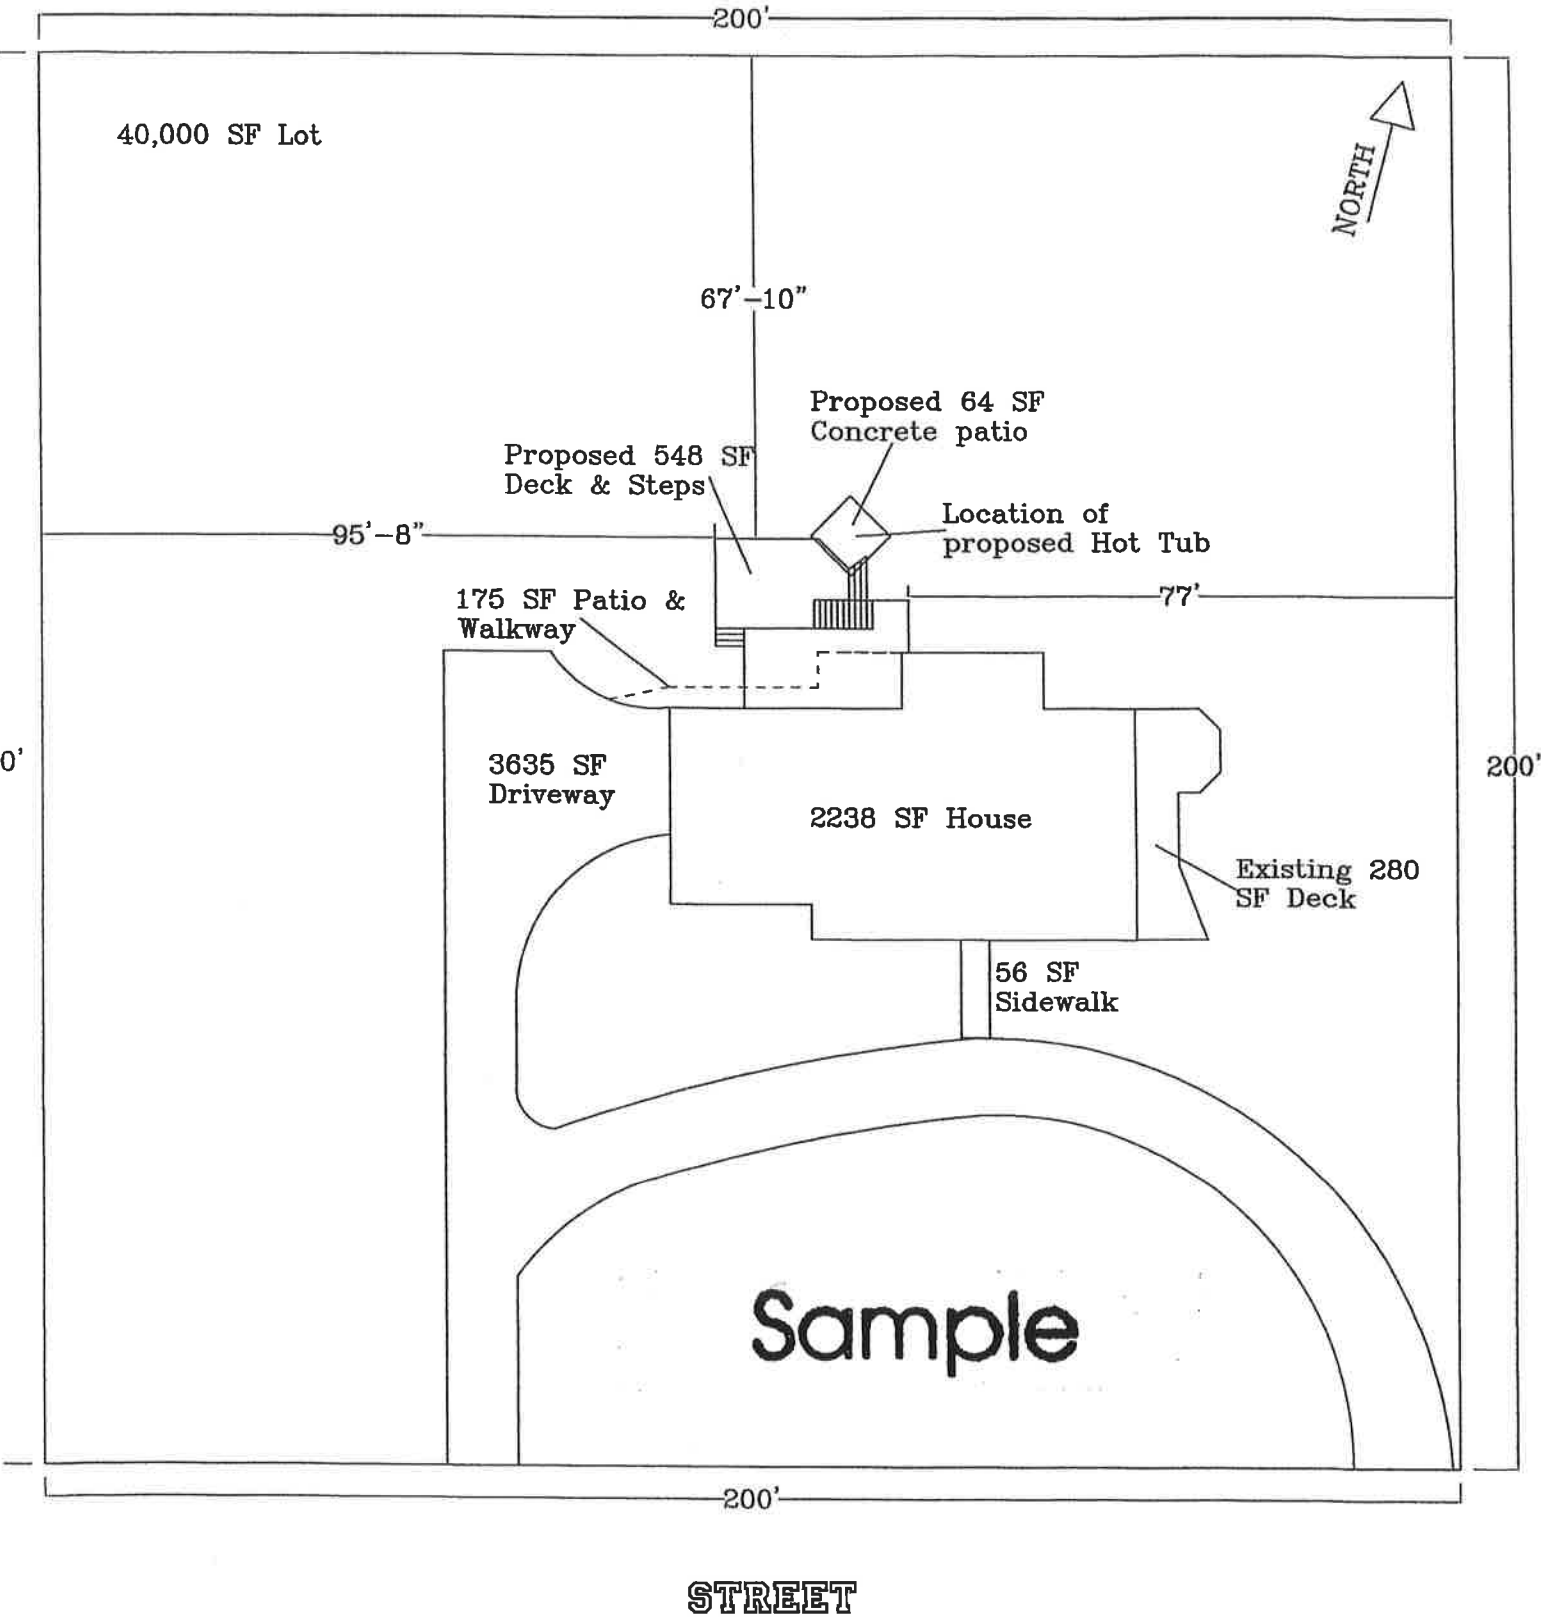 200'
40,000 SF Lot
NORTH
67'-10"
Proposed 64 SF
Concrete patio
Proposed 548 SF
Deck & Steps
Location of
proposed Hot Tub
95'-8"
77'
175 SF Patio &
Walkway
0'
3635 SF
Driveway
200'
2238 SF House
Existing 280
SF Deck
56 SF
Sidewalk
Sample
200'
STREET